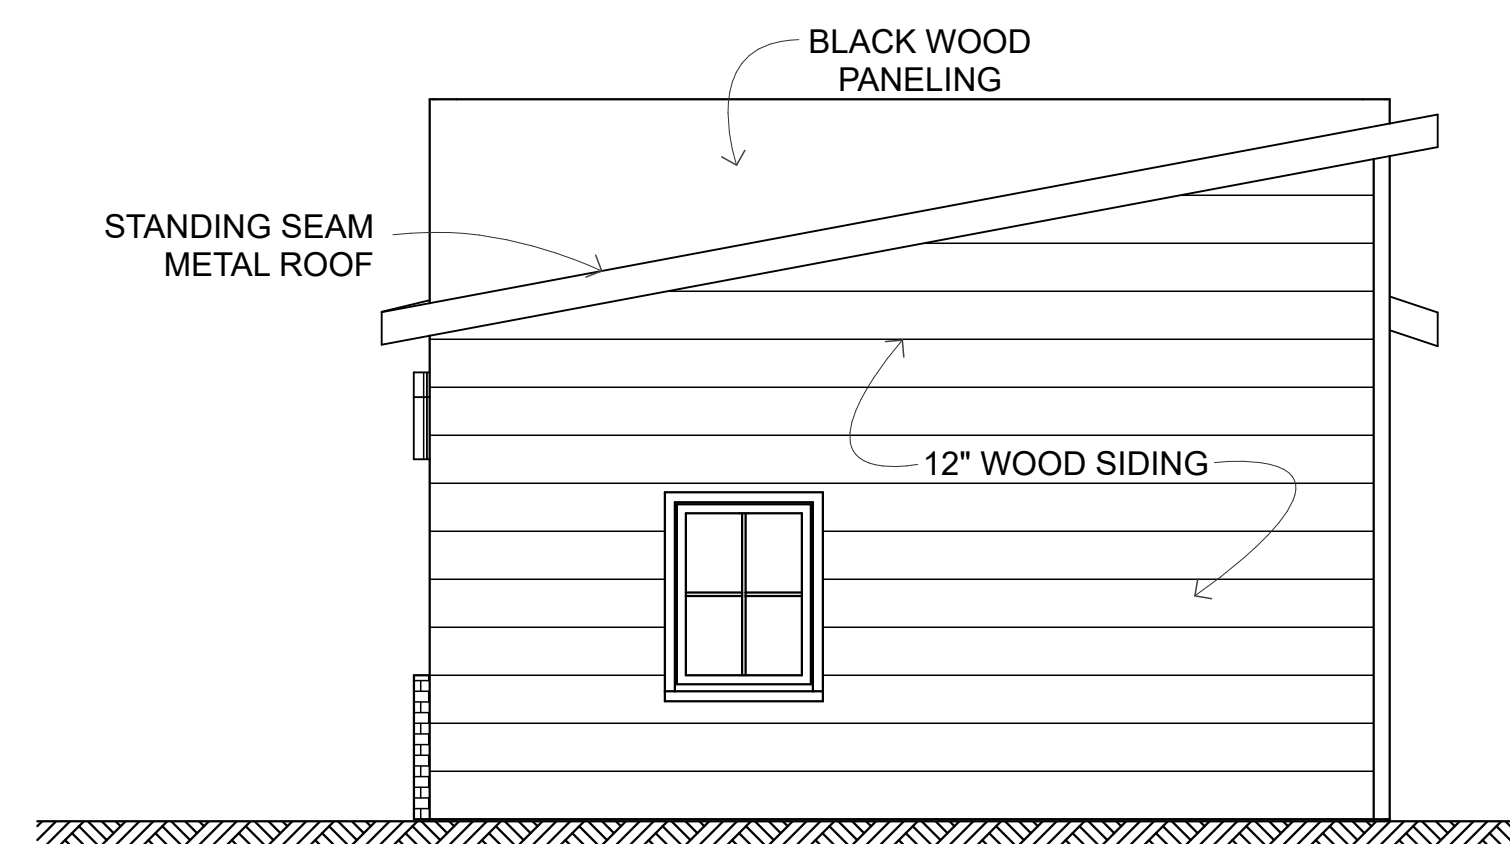 BLACK WOOD
PANELING
STANDING SEAM
METAL ROOF
12" WOOD SIDING